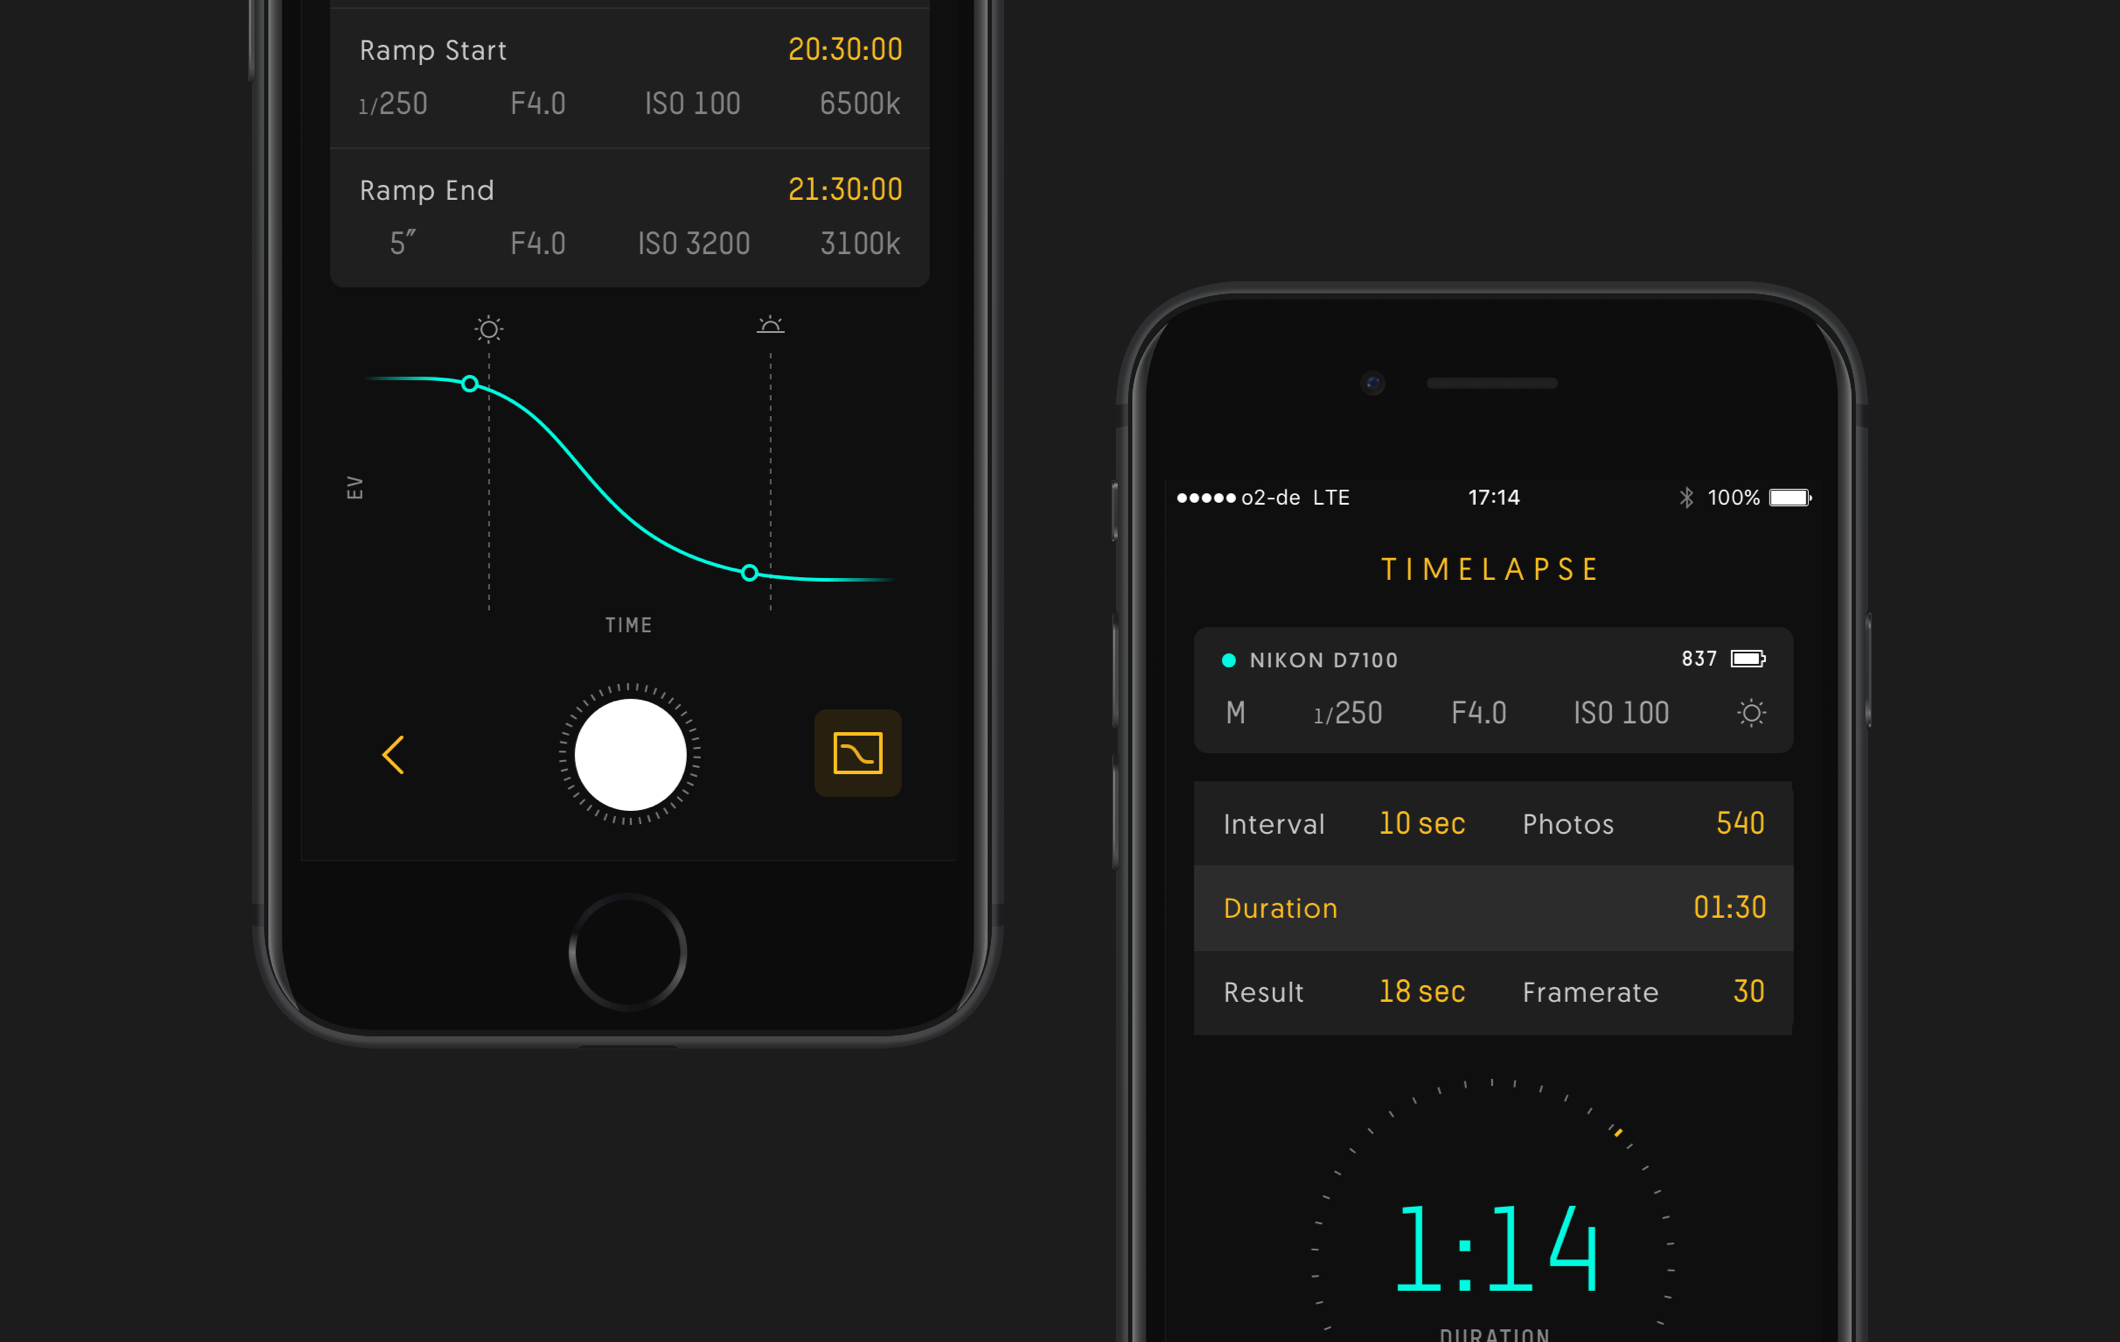 Ramp Start 20:30:00
1/250 F4.0 ISO 100 6500k
Ramp End 21:30:00
5″ F4.0 ISO 3200 3100k
EV
TIME
o2-de LTE 17:14 100%
TIMELAPSE
NIKON D7100 837
M 1/250 F4.0 ISO 100
Interval 10 sec Photos 540
Duration 01:30
Result 18 sec Framerate 30
1:14
DURATION